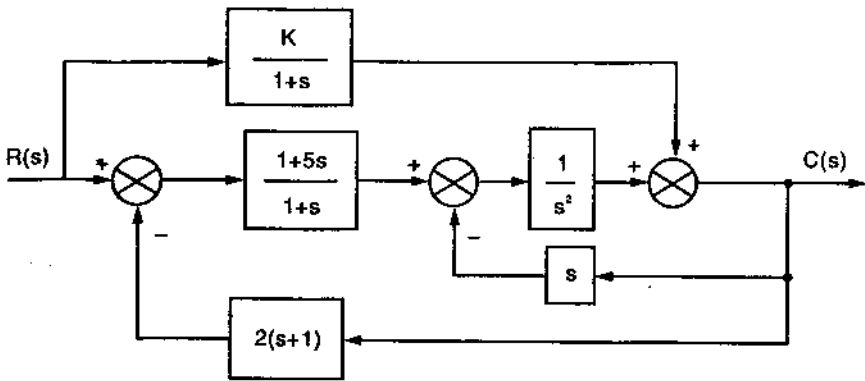 K
1+s
R(s)
+
1+5s
1+s
+
1
s²
+
+
C(s)
−
−
s
2(s+1)